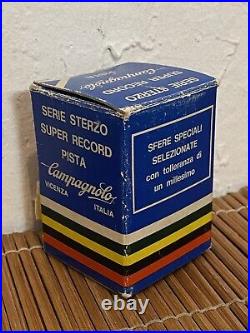 SUPER RECORD
Campagnolo
SERIE STERZO
SERIE STERZO
SUPER RECORD
PISTA
Campagnolo
VICENZA
ITALIA
SFERE SPECIALI
SELEZIONATE
con tolleranza di
un millesimo